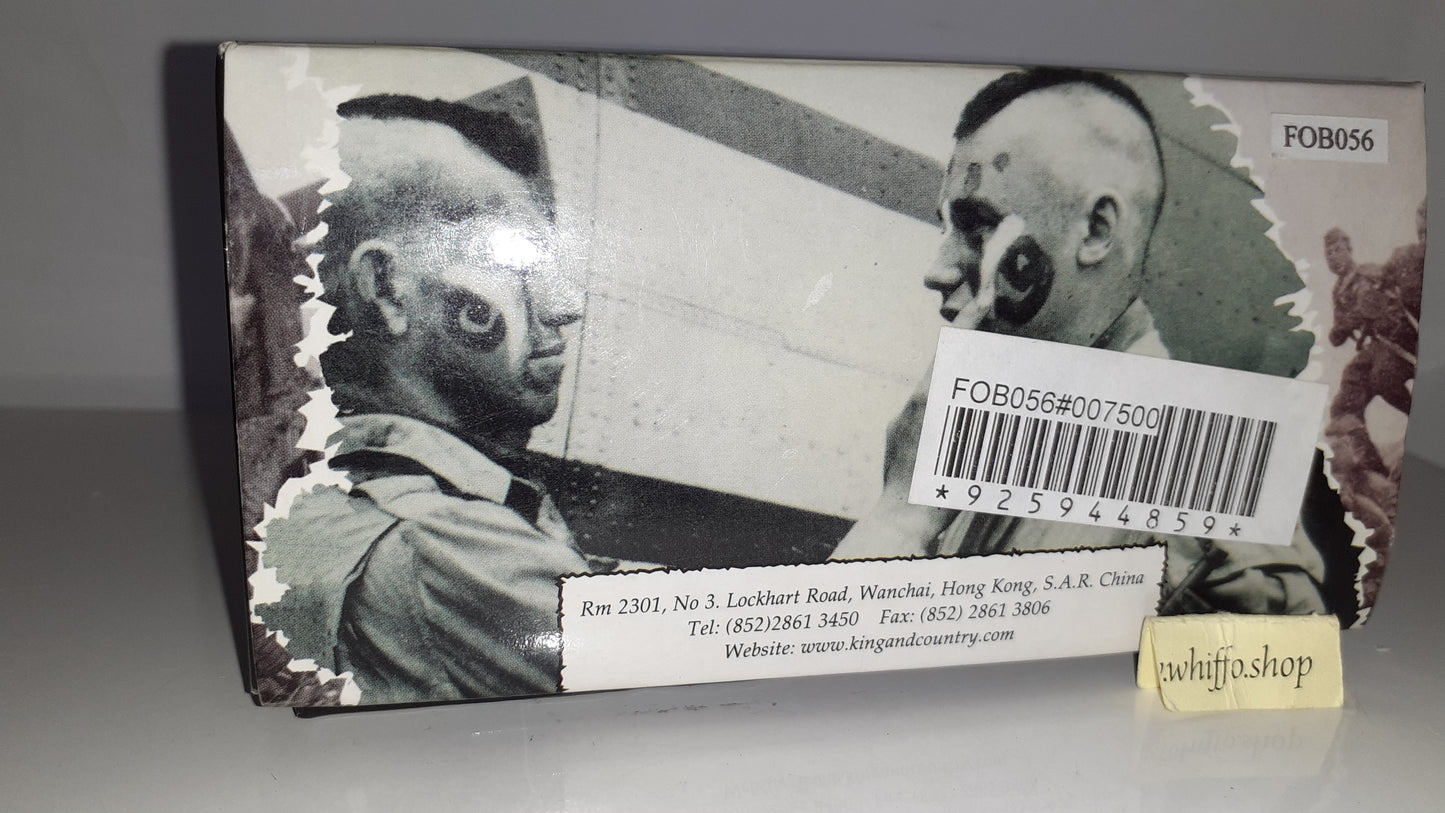 FOB056
FOB056#007500
*925944859*
Rm 2301, No 3. Lockhart Road, Wanchai, Hong Kong, S.A.R. China
Tel: (852)2861 3450 Fax: (852) 2861 3806
Website: www.kingandcountry.com
.whiffo.shop